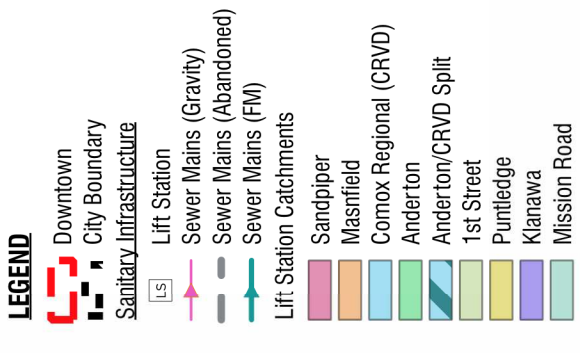 LEGEND
Downtown
City Boundary
Sanitary Infrastructure
LS Lift Station
Sewer Mains (Gravity)
Sewer Mains (Abandoned)
Sewer Mains (FM)
Lift Station Catchments
Sandpiper
Masnfield
Comox Regional (CRVD)
Anderton
Anderton/CRVD Split
1st Street
Puntledge
Klanawa
Mission Road